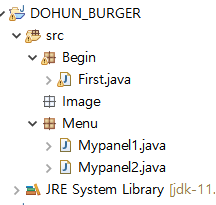 DOHUN_BURGER
src
Begin
First.java
Image
Menu
Mypanel1.java
Mypanel2.java
JRE System Library [jdk-11.